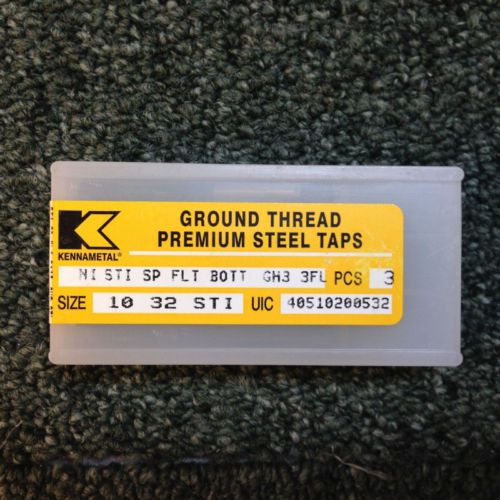 KENNAMETAL®
GROUND THREAD
PREMIUM STEEL TAPS
NI STI SP FLT BOTT GH3 3FL PCS 3
SIZE 10 32 STI UIC 40510200532